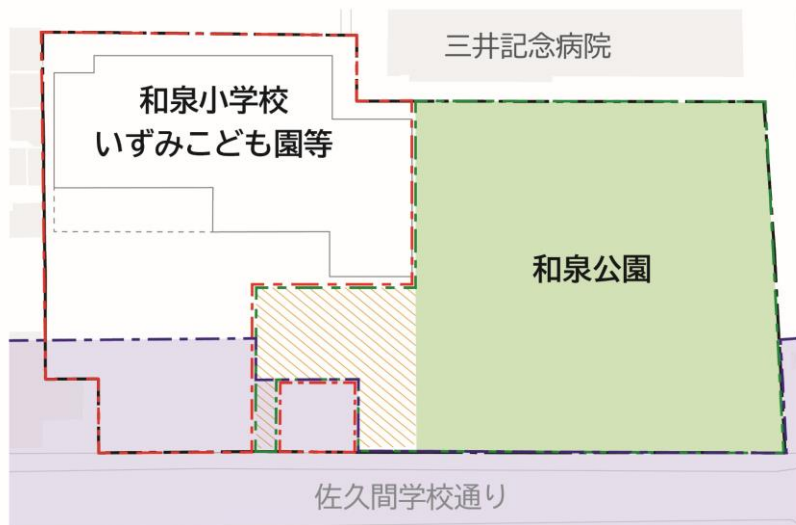 三井記念病院
和泉小学校
いずみこども園等
和泉公園
佐久間学校通り